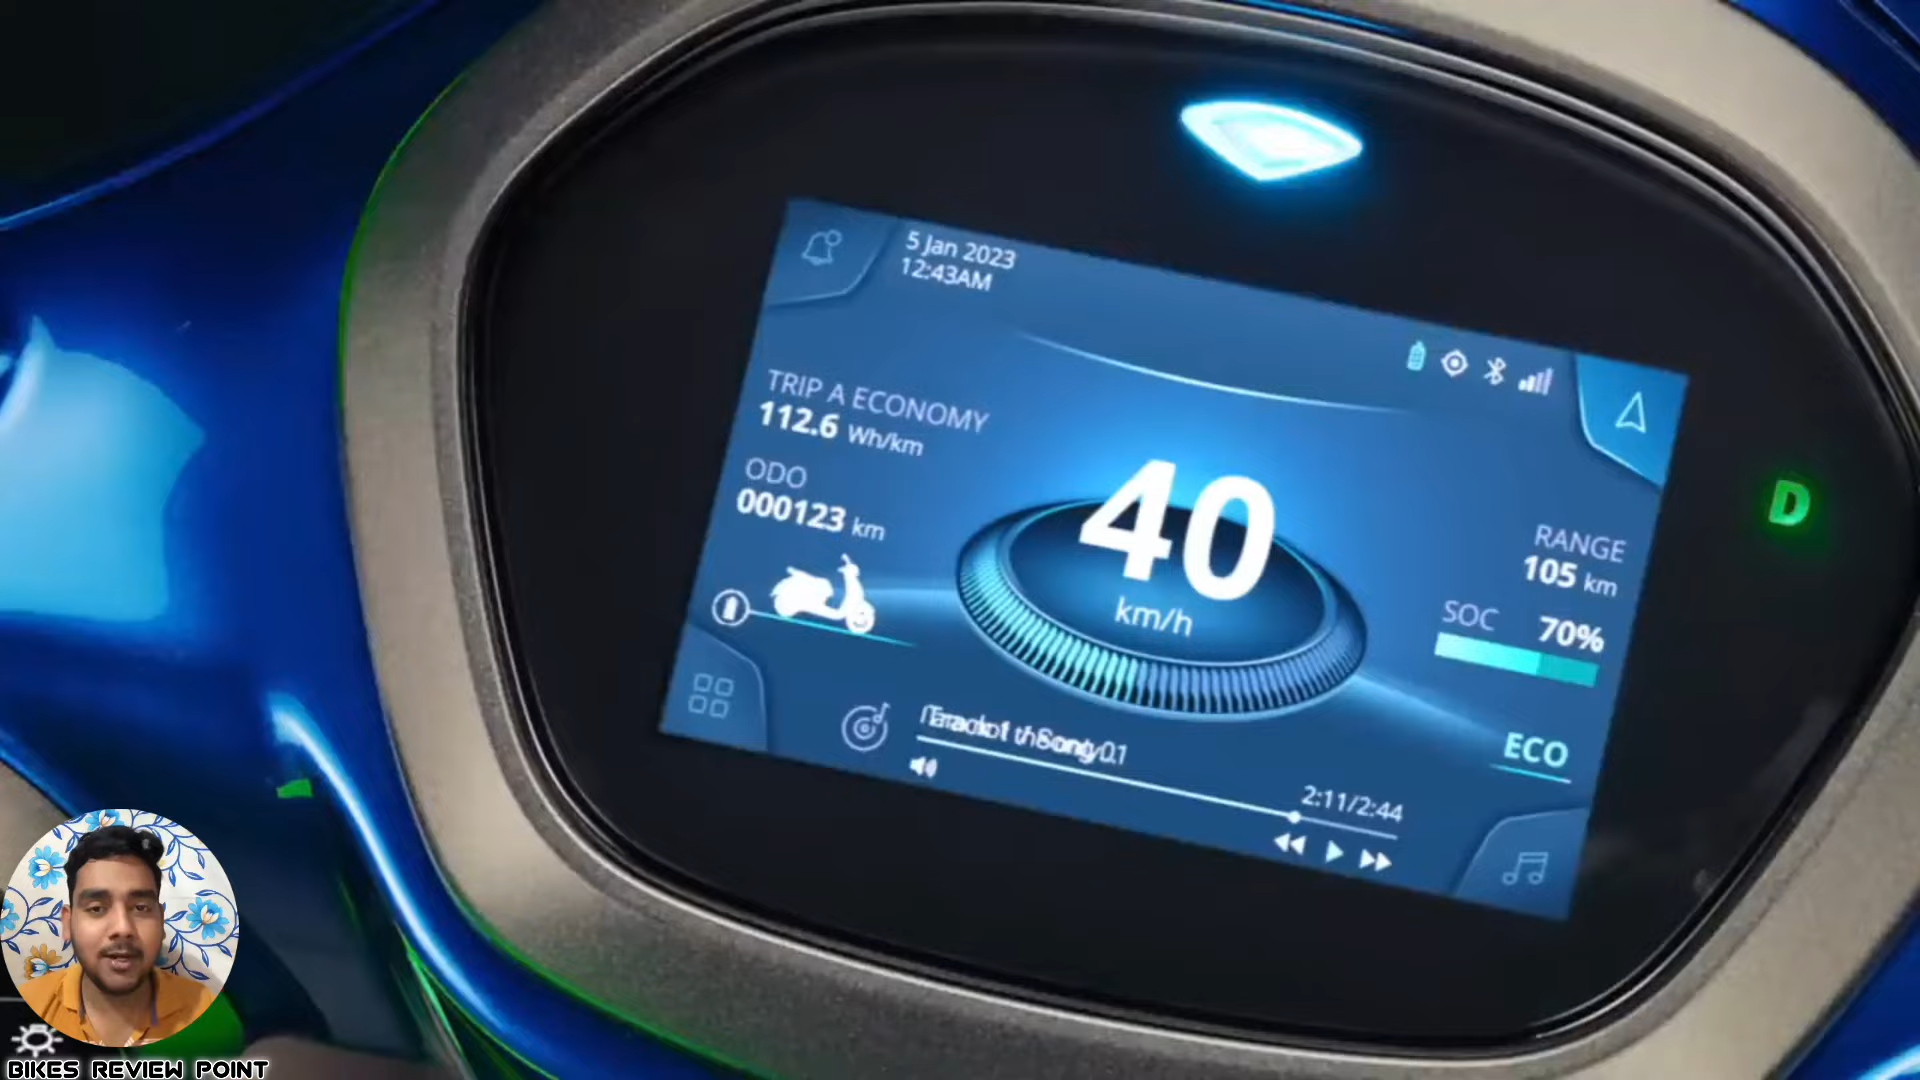 5 Jan 2023
12:43AM
TRIP A ECONOMY
112.6 Wh/km
ODO
000123 km
40
km/h
RANGE
105 km
SOC 70%
D
ECO
2:11/2:44
BIKES REVIEW POINT